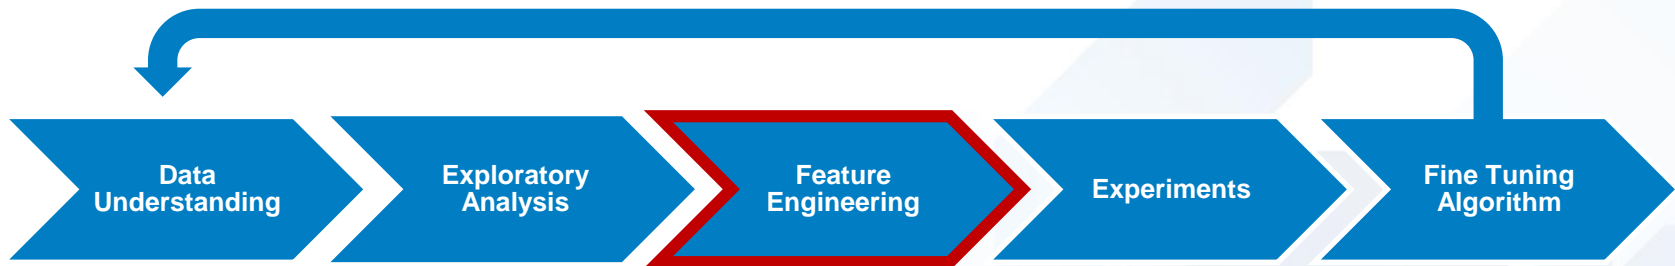 Data
Understanding
Exploratory
Analysis
Feature
Engineering
Experiments
Fine Tuning
Algorithm